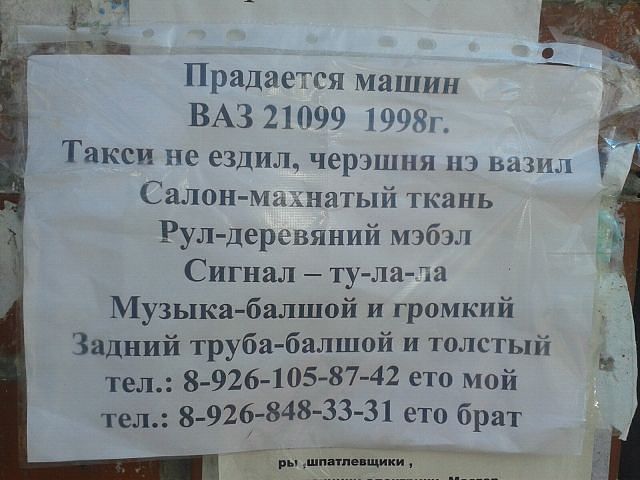 Прадается машин
ВАЗ 21099 1998г.
Такси не ездил, черэшня нэ вазил
Салон-махнатый ткань
Рул-деревяний мэбэл
Сигнал – ту-ла-ла
Музыка-балшой и громкий
Задний труба-балшой и толстый
тел.: 8-926-105-87-42 ето мой
тел.: 8-926-848-33-31 ето брат
ры ,шпатлевщики ,